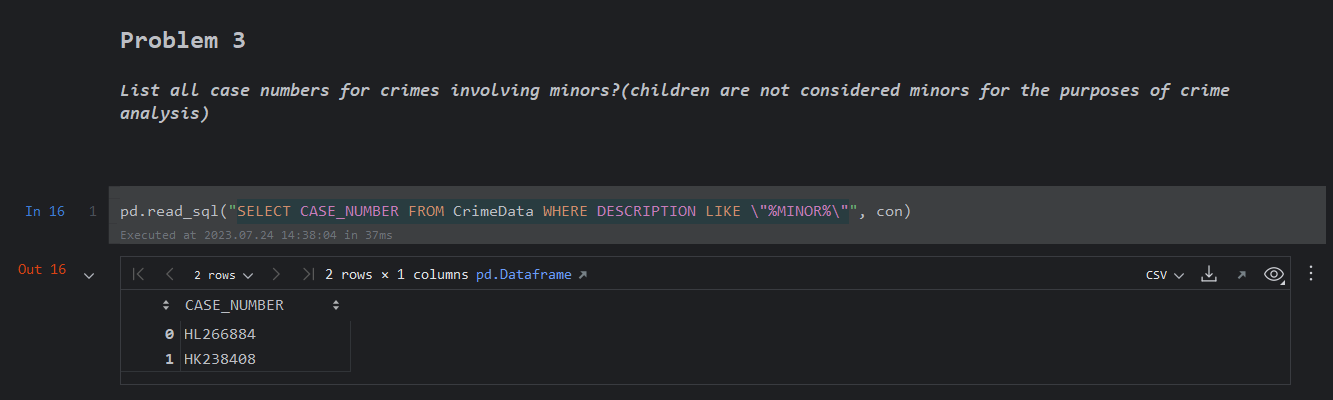 Problem 3
List all case numbers for crimes involving minors?(children are not considered minors for the purposes of crime
analysis)
In 16 1 pd.read_sql("SELECT CASE_NUMBER FROM CrimeData WHERE DESCRIPTION LIKE \"%MINOR%\"", con)
Executed at 2023.07.24 14:38:04 in 37ms
Out 16 2 rows 2 rows × 1 columns pd.Dataframe CSV
CASE_NUMBER
0 HL266884
1 HK238408